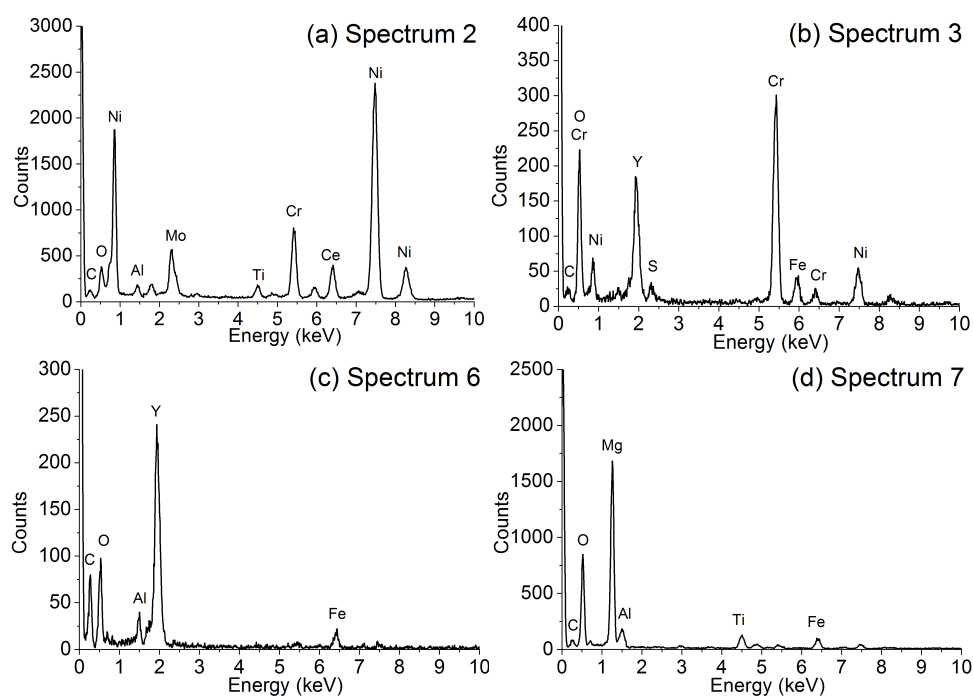 (a) Spectrum 2
3000
2500
2000
1500
1000
500
0
Counts
C
O
Ni
Al
Mo
Ti
Cr
Ce
Ni
Ni
0 1 2 3 4 5 6 7 8 9 10
Energy (keV)
(b) Spectrum 3
400
350
300
250
200
150
100
50
0
Counts
C
O
Cr
Ni
Y
S
Cr
Fe
Cr
Ni
0 1 2 3 4 5 6 7 8 9 10
Energy (keV)
(c) Spectrum 6
300
250
200
150
100
50
0
Counts
C
O
Al
Y
Fe
0 1 2 3 4 5 6 7 8 9 10
Energy (keV)
(d) Spectrum 7
2500
2000
1500
1000
500
0
Counts
C
O
Mg
Al
Ti
Fe
0 1 2 3 4 5 6 7 8 9 10
Energy (keV)